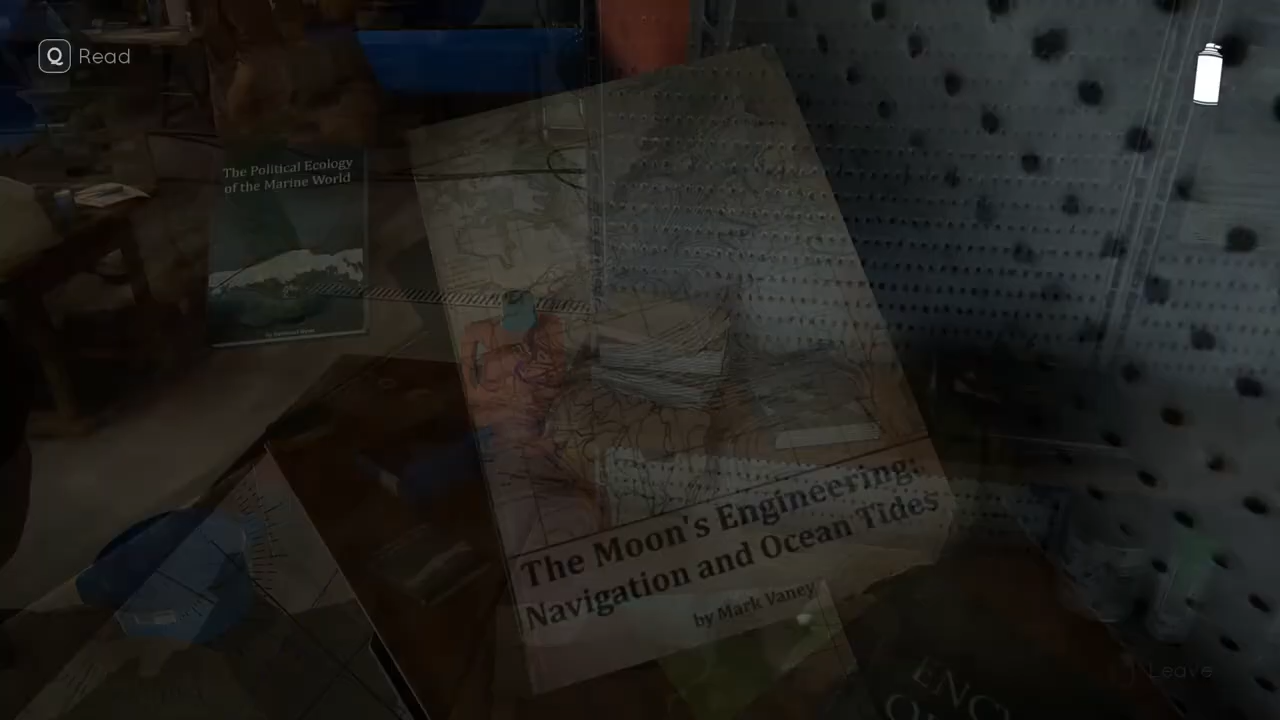 Q Read
The Political Ecology
of the Marine World
The Moon's Engineering:
Navigation and Ocean Tides
by Mark Vaney
Leave